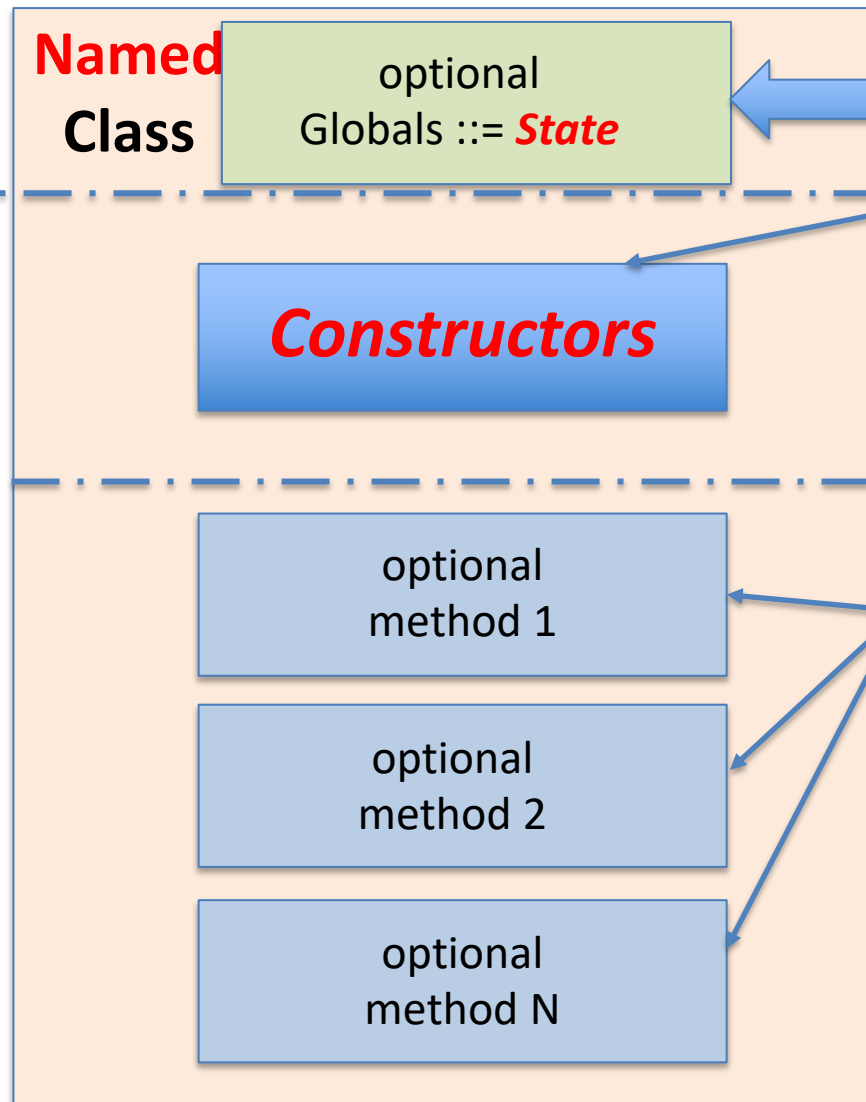 Named
Class
optional
Globals ::= State
Constructors
optional
method 1
optional
method 2
optional
method N